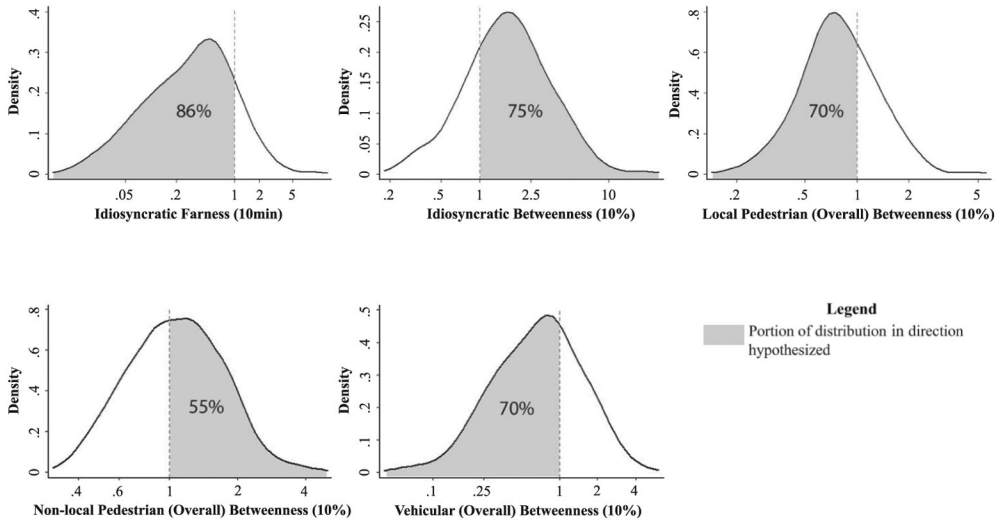 Density
.4
.3
.2
.1
0
86%
.05 .2 1 2 5
Idiosyncratic Farness (10min)
Density
.25
.2
.15
.1
.05
0
75%
.2 .5 1 2.5 10
Idiosyncratic Betweenness (10%)
Density
.8
.6
.4
.2
0
70%
.2 .5 1 2 5
Local Pedestrian (Overall) Betweenness (10%)
Density
.8
.6
.4
.2
0
55%
.4 .6 1 2 4
Non-local Pedestrian (Overall) Betweenness (10%)
Density
.5
.4
.3
.2
.1
0
70%
.1 .25 1 2 4
Vehicular (Overall) Betweenness (10%)
Legend
Portion of distribution in direction
hypothesized